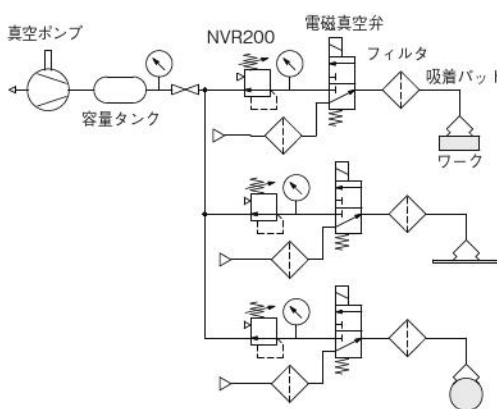 真空ポンプ
容量タンク
NVR200
電磁真空弁
フィルタ
吸着パット
ワーク